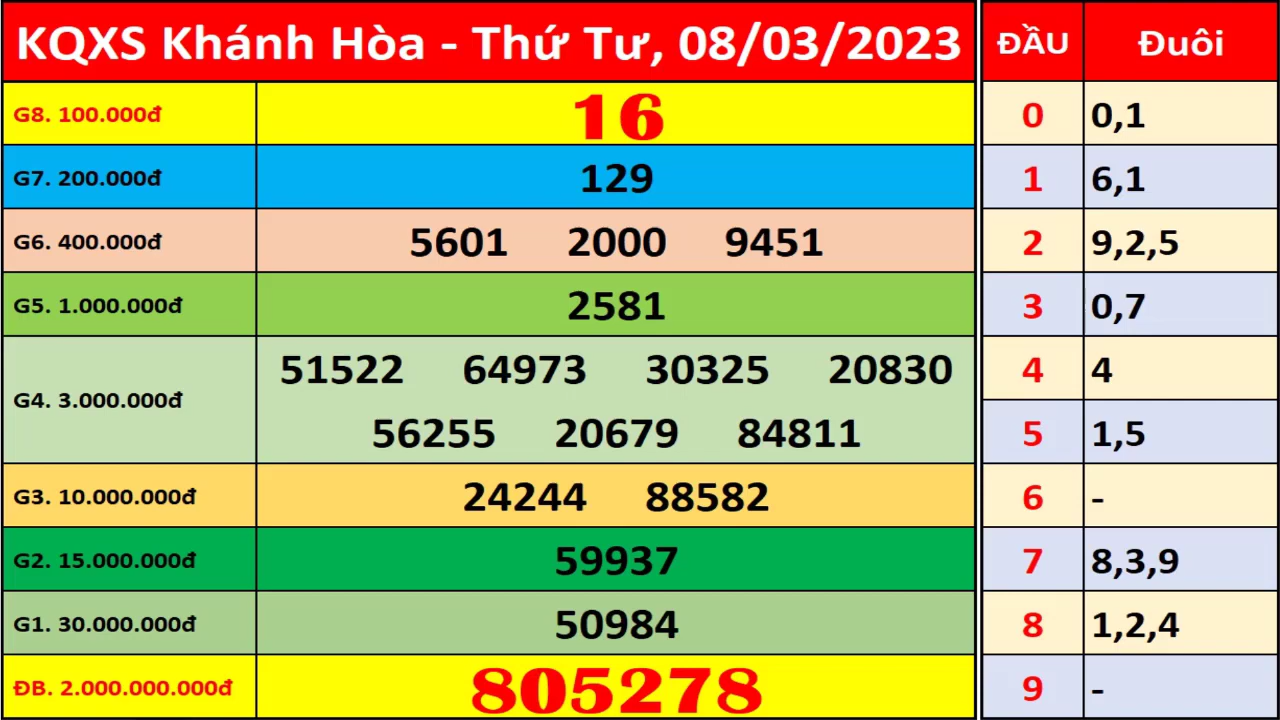 KQXS Khánh Hòa - Thứ Tư, 08/03/2023
G8. 100.000đ 16
G7. 200.000đ 129
G6. 400.000đ 5601 2000 9451
G5. 1.000.000đ 2581
G4. 3.000.000đ 51522 64973 30325 20830
56255 20679 84811
G3. 10.000.000đ 24244 88582
G2. 15.000.000đ 59937
G1. 30.000.000đ 50984
ĐB. 2.000.000.000đ 805278
ĐẦU Đuôi
0 0,1
1 6,1
2 9,2,5
3 0,7
4 4
5 1,5
6 -
7 8,3,9
8 1,2,4
9 -